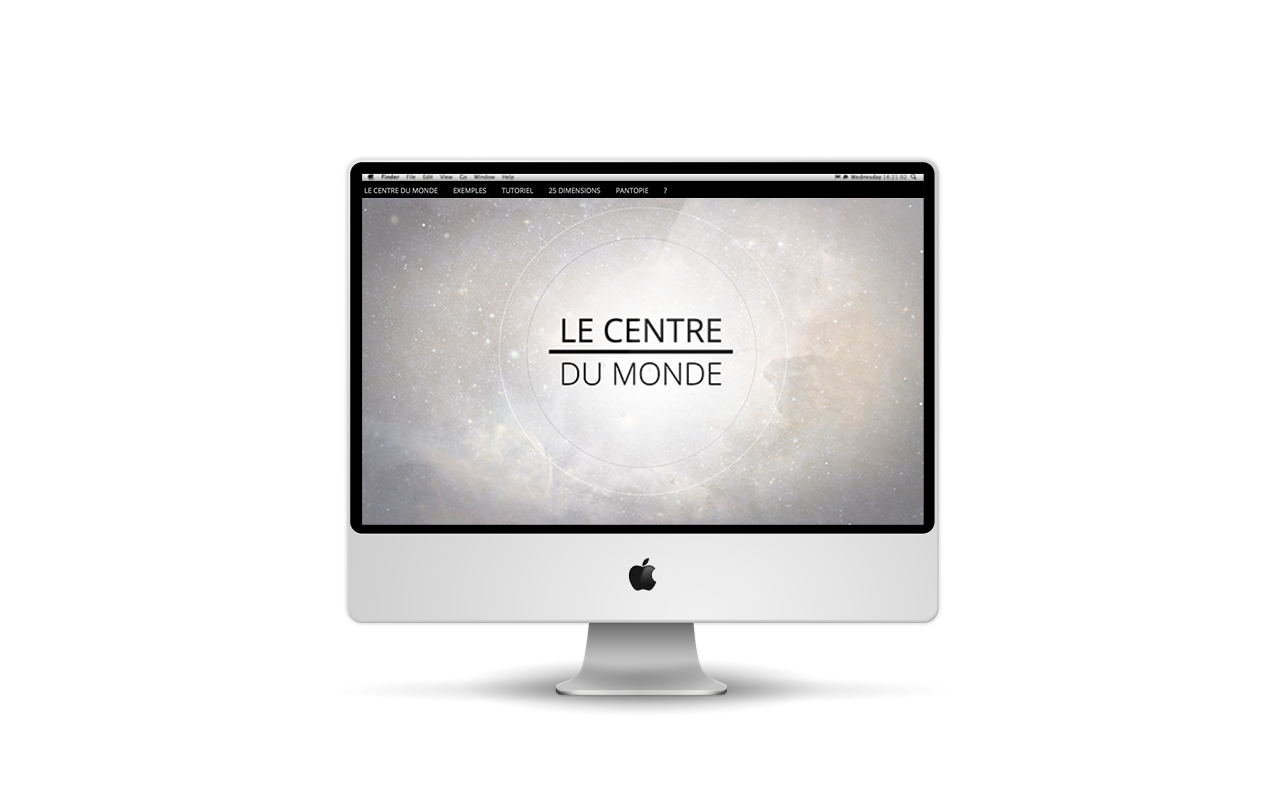 Finder File Edit View Go Window Help Wednesday 16:21:02
LE CENTRE DU MONDE EXEMPLES TUTORIEL 25 DIMENSIONS PANTOPIE ?
LE CENTRE
DU MONDE